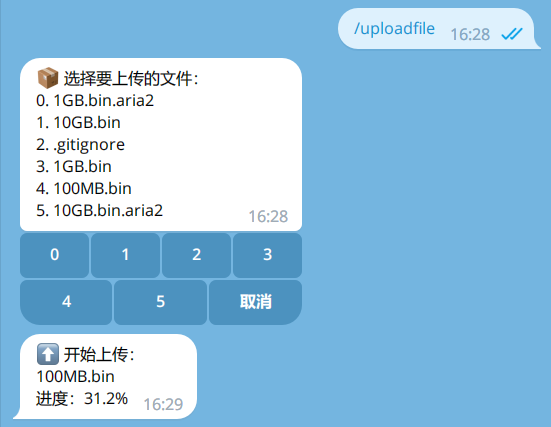 /uploadfile 16:28
📦 选择要上传的文件：
0. 1GB.bin.aria2
1. 10GB.bin
2. .gitignore
3. 1GB.bin
4. 100MB.bin
5. 10GB.bin.aria2
16:28
0 1 2 3
4 5 取消
⬆️ 开始上传：
100MB.bin
进度：31.2% 16:29